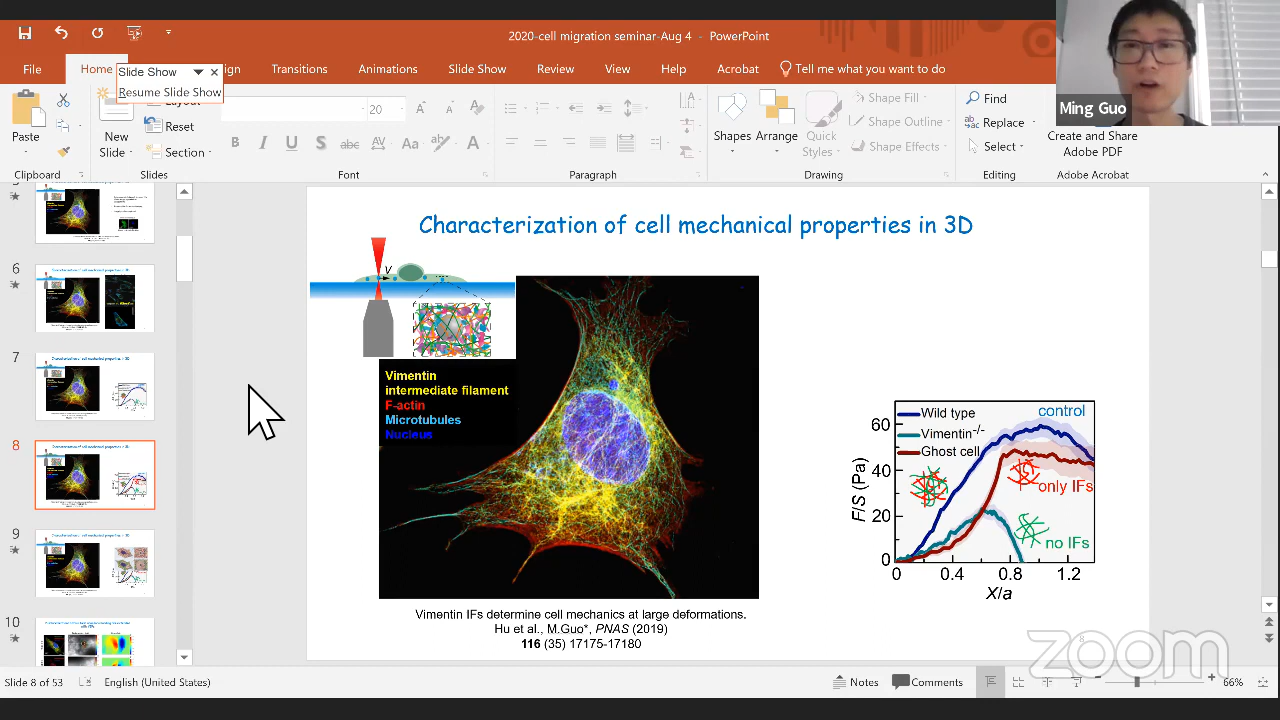 2020-cell migration seminar-Aug 4 - PowerPoint
File
Home
Transitions
Animations
Slide Show
Review
View
Help
Acrobat
Tell me what you want to do
Slide Show
Resume Slide Show
Ming Guo
Paste
Clipboard
New
Slide
Layout
Reset
Section
Slides
20
B I U S abc AV Aa A
Font
Paragraph
Shapes
Arrange
Quick
Styles
Shape Fill
Shape Outline
Shape Effects
Drawing
Find
Replace
Select
Editing
Create and Share
Adobe PDF
Adobe Acrobat
6
7
8
9
10
Characterization of cell mechanical properties in 3D
V
Vimentin
intermediate filament
F-actin
Microtubules
Nucleus
Wild type
Vimentin-/-
Ghost cell
control
only IFs
no IFs
F/S (Pa)
60
40
20
0
0 0.4 0.8 1.2
X/a
Vimentin IFs determine cell mechanics at large deformations.
Hu et al., M.Guo*, PNAS (2019)
116 (35) 17175-17180
8
zoom
Slide 8 of 53
English (United States)
Notes
Comments
66%